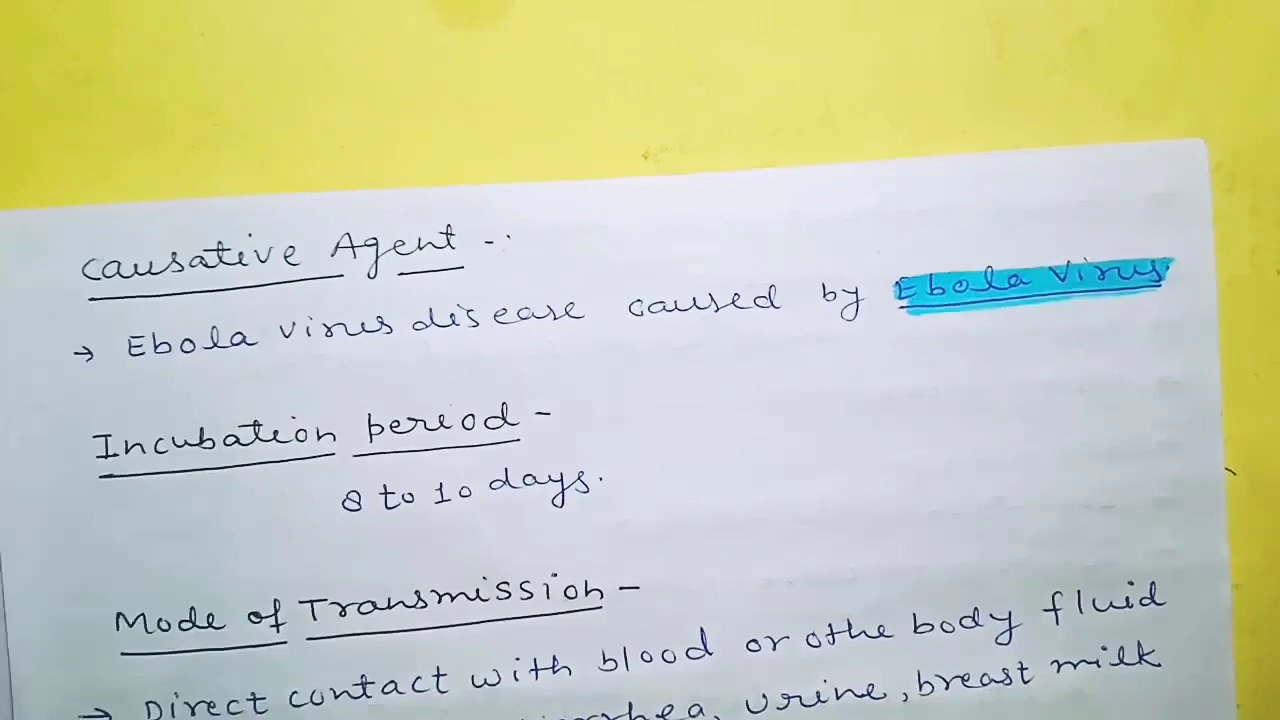 Causative Agent -:
→ Ebola virus disease caused by Ebola Virus.
Incubation period -
8 to 10 days.
Mode of Transmission -
→ Direct contact with blood or othe body fluid
urine, breast milk